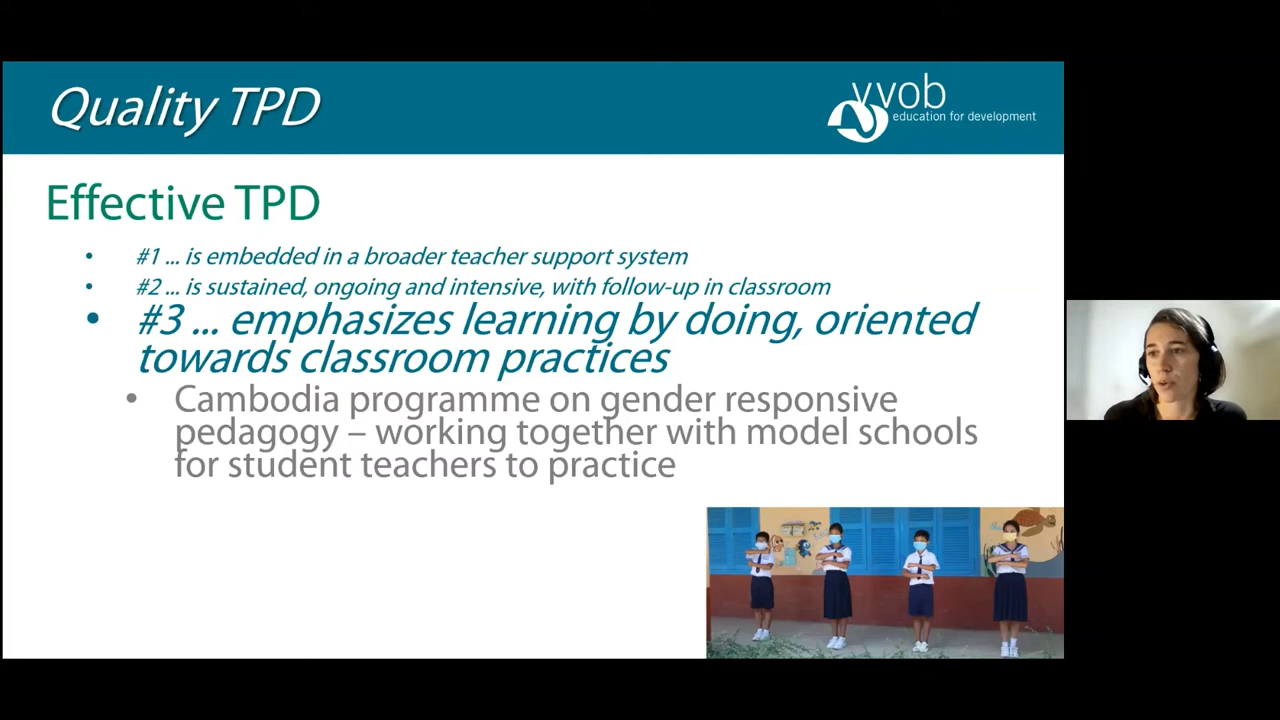 Quality TPD
vvob
education for development
Effective TPD
• #1 ... is embedded in a broader teacher support system
• #2 ... is sustained, ongoing and intensive, with follow-up in classroom
• #3 ... emphasizes learning by doing, oriented
towards classroom practices
• Cambodia programme on gender responsive
pedagogy – working together with model schools
for student teachers to practice